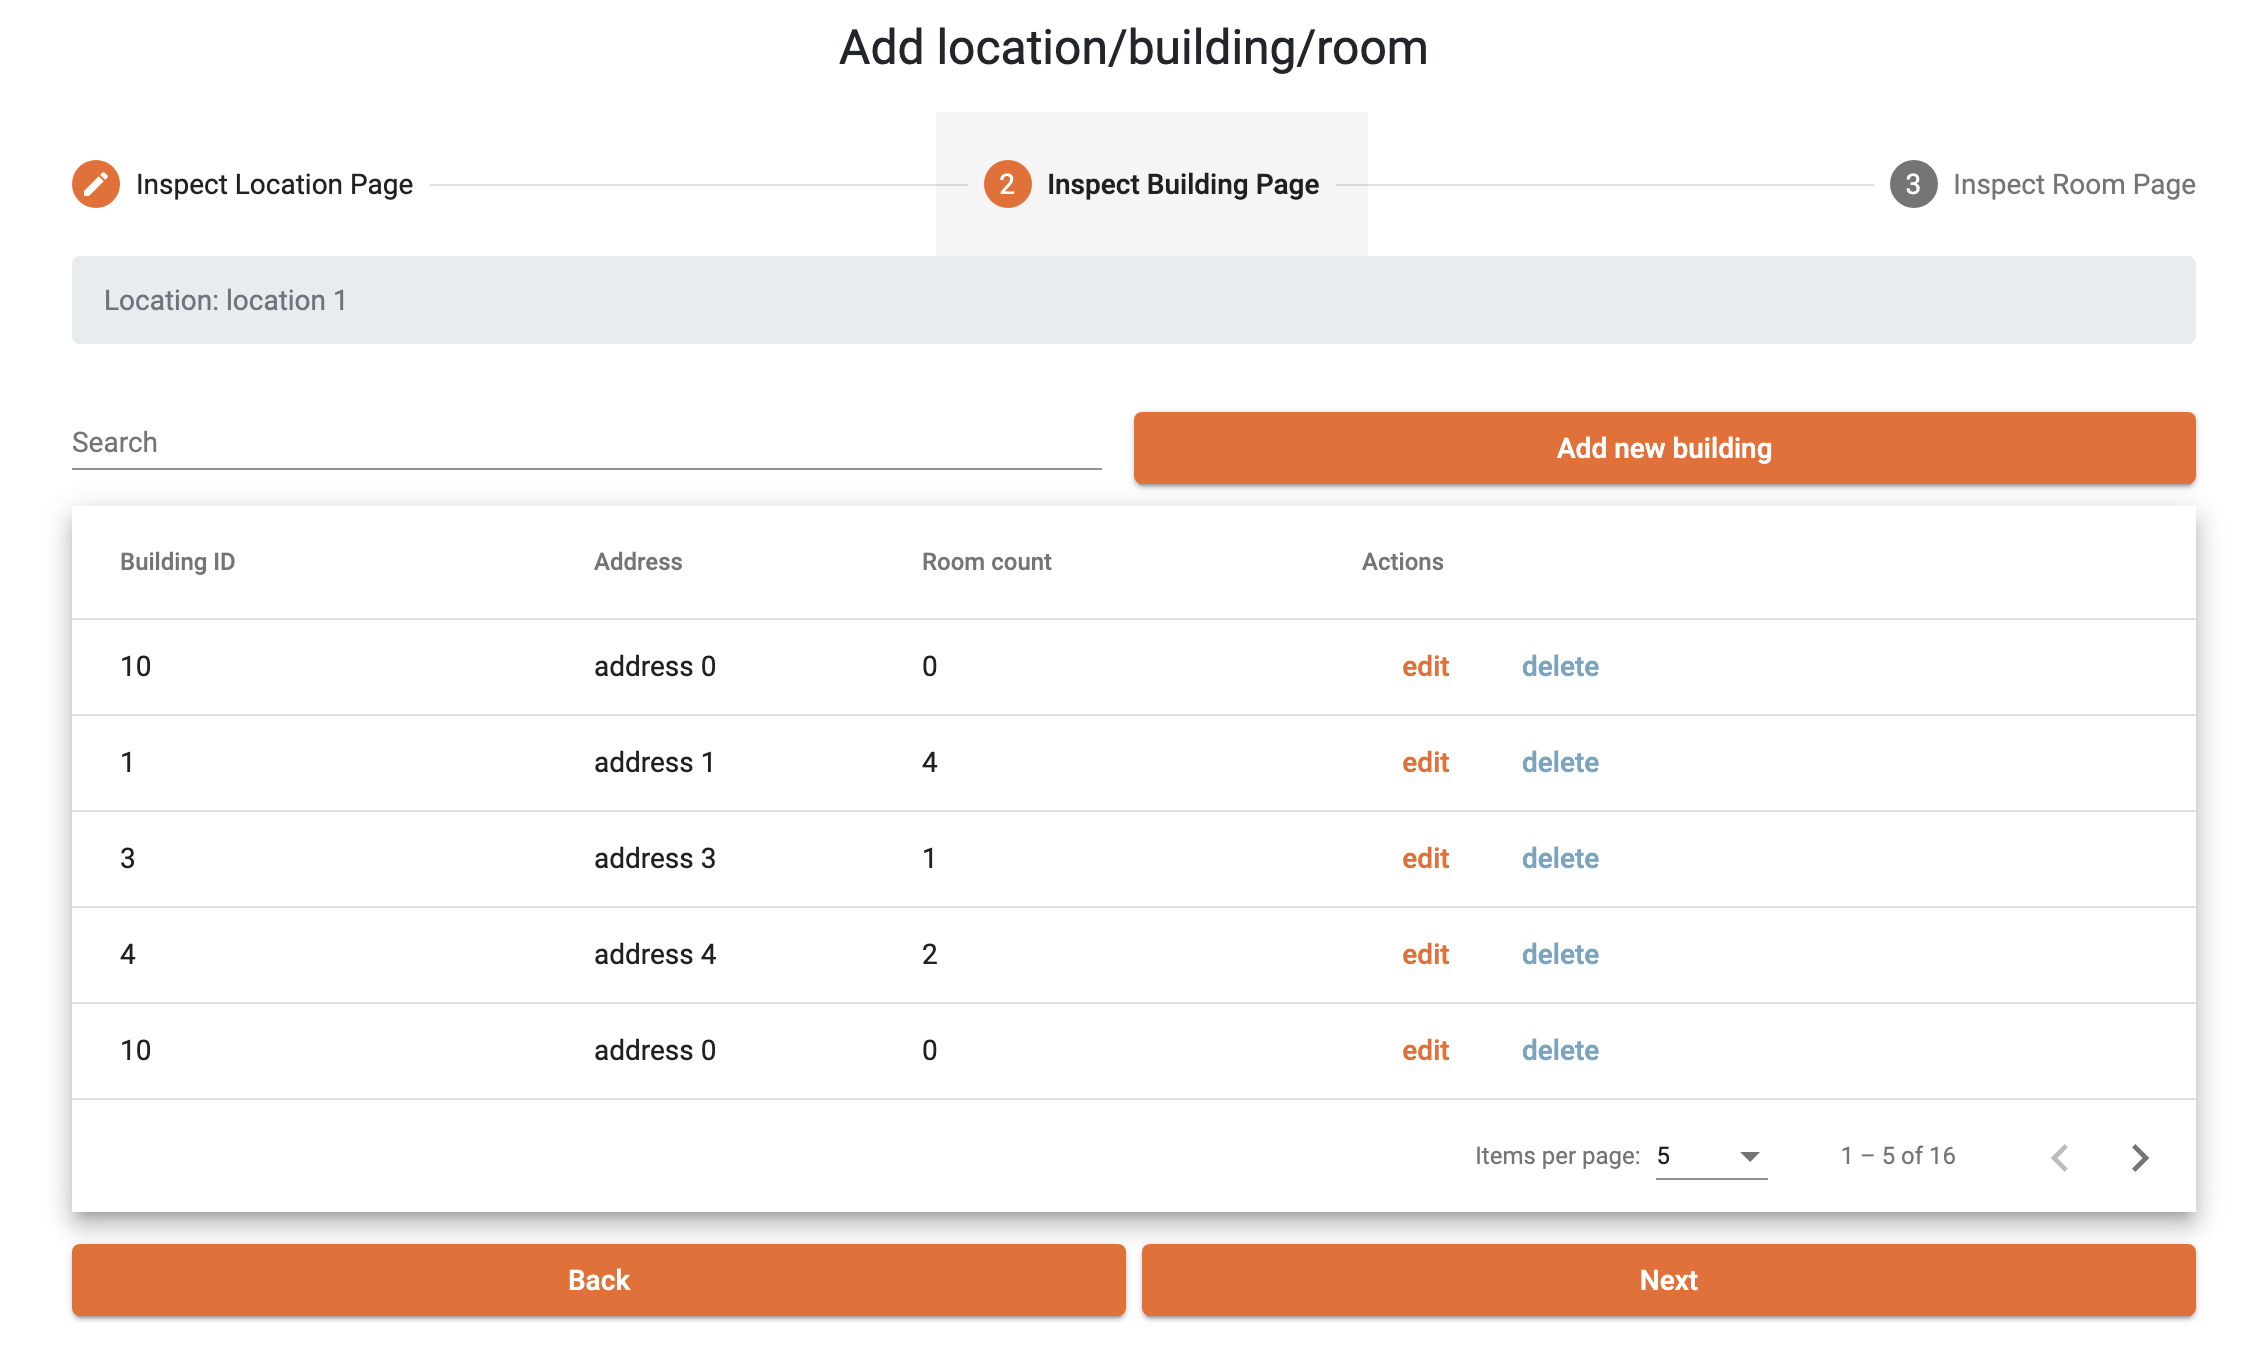 Add location/building/room
Inspect Location Page 2 Inspect Building Page 3 Inspect Room Page
Location: location 1
Search Add new building
Building ID Address Room count Actions
10 address 0 0 edit delete
1 address 1 4 edit delete
3 address 3 1 edit delete
4 address 4 2 edit delete
10 address 0 0 edit delete
Items per page: 5 1 – 5 of 16
Back Next